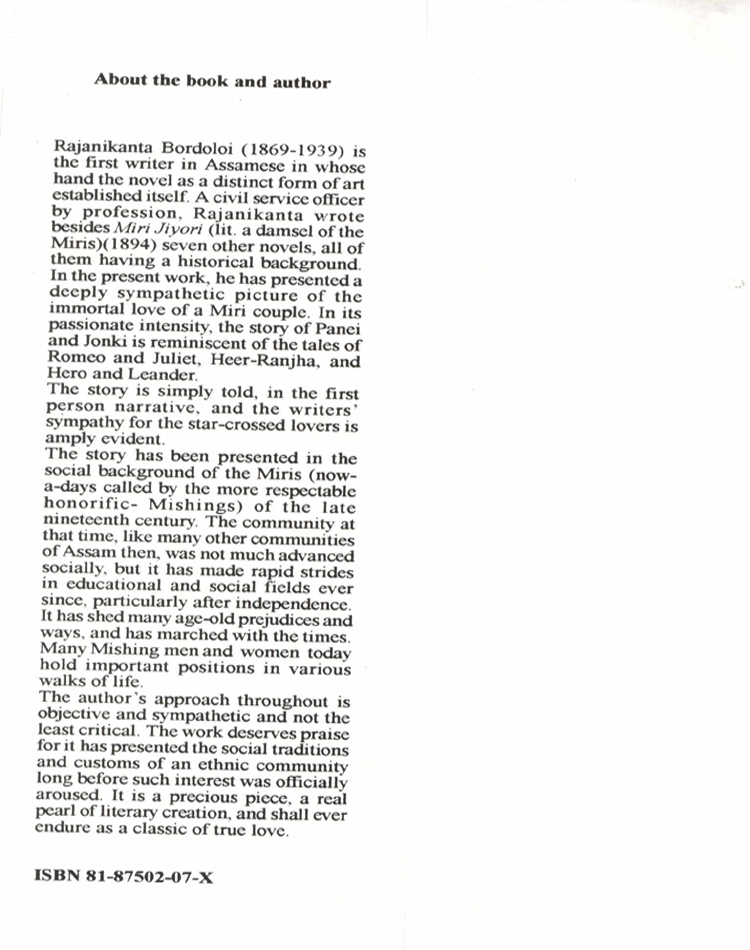 About the book and author
Rajanikanta Bordoloi (1869-1939) is
the first writer in Assamese in whose
hand the novel as a distinct form of art
established itself. A civil service officer
by profession, Rajanikanta wrote
besides Miri Jiyori (lit. a damsel of the
Miris)(1894) seven other novels, all of
them having a historical background.
In the present work, he has presented a
deeply sympathetic picture of the
immortal love of a Miri couple. In its
passionate intensity, the story of Panei
and Jonki is reminiscent of the tales of
Romeo and Juliet, Heer-Ranjha, and
Hero and Leander.
The story is simply told, in the first
person narrative, and the writers'
sympathy for the star-crossed lovers is
amply evident.
The story has been presented in the
social background of the Miris (now-
a-days called by the more respectable
honorific- Mishings) of the late
nineteenth century. The community at
that time, like many other communities
of Assam then, was not much advanced
socially, but it has made rapid strides
in educational and social fields ever
since, particularly after independence.
It has shed many age-old prejudices and
ways, and has marched with the times.
Many Mishing men and women today
hold important positions in various
walks of life.
The author's approach throughout is
objective and sympathetic and not the
least critical. The work deserves praise
for it has presented the social traditions
and customs of an ethnic community
long before such interest was officially
aroused. It is a precious piece, a real
pearl of literary creation, and shall ever
endure as a classic of true love.
ISBN 81-87502-07-X